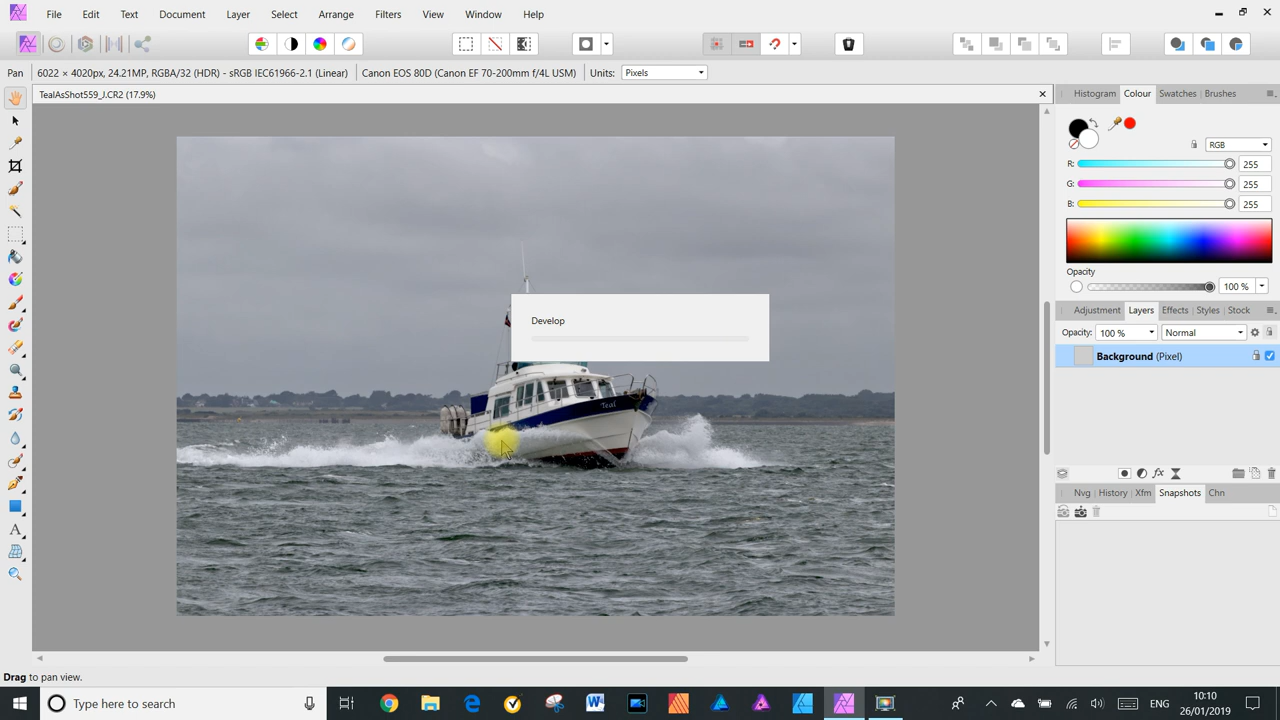 File Edit Text Document Layer Select Arrange Filters View Window Help
Pan 6022 × 4020px, 24.21MP, RGBA/32 (HDR) - sRGB IEC61966-2.1 (Linear) Canon EOS 80D (Canon EF 70-200mm f/4L USM) Units: Pixels
TealAsShot559_J.CR2 (17.9%)
Histogram Colour Swatches Brushes
RGB
R: 255
G: 255
B: 255
Opacity
100 %
Adjustment Layers Effects Styles Stock
Opacity: 100 % Normal
Background (Pixel)
Develop
Teal
fx
Nvg History Xfm Snapshots Chn
A
Drag to pan view.
Type here to search
ENG
10:10
26/01/2019